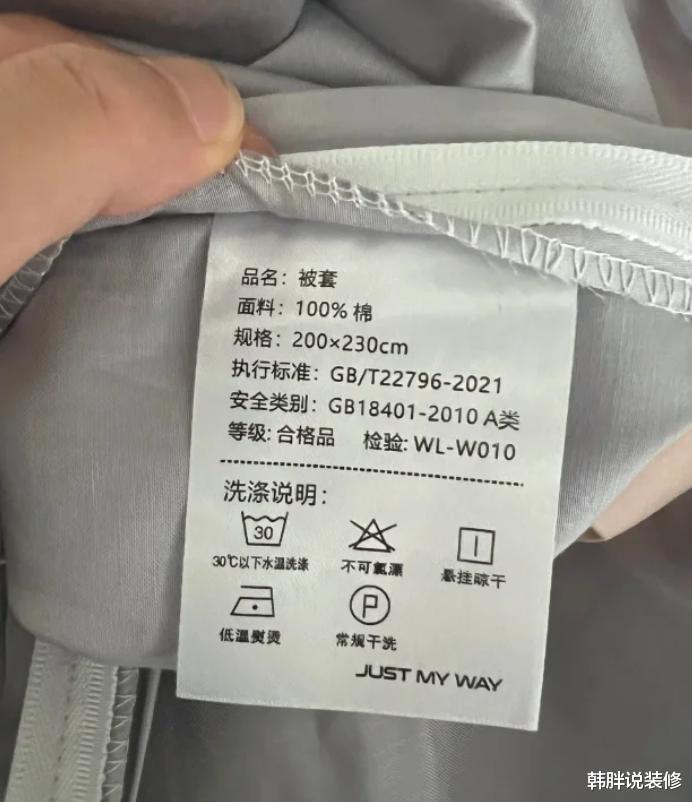 品名：被套
面料：100% 棉
规格：200×230cm
执行标准：GB/T22796-2021
安全类别：GB18401-2010 A类
等级: 合格品 检验: WL-W010
洗涤说明：
30
30℃以下水温洗涤 不可氯漂 悬挂晾干
P
低温熨烫 常规干洗
JUST MY WAY
韩胖说装修